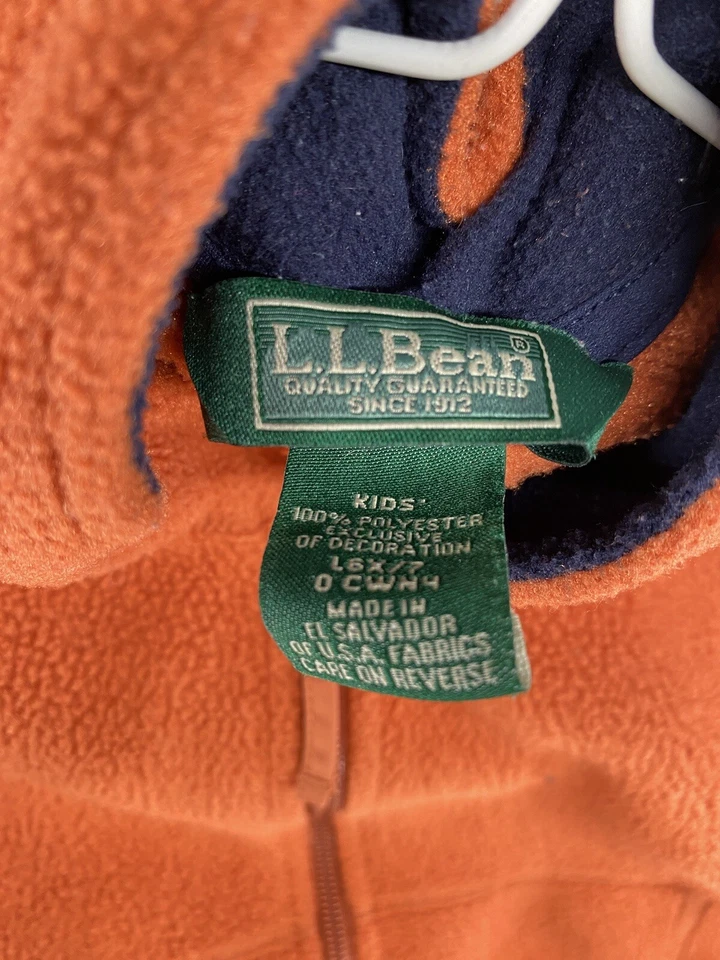 L.L.Bean®
QUALITY GUARANTEED
SINCE 1912
KIDS'
100% POLYESTER
EXCLUSIVE
OF DECORATION
L6X/7
0 CWN4
MADE IN
EL SALVADOR
OF U.S.A. FABRICS
CARE ON REVERSE